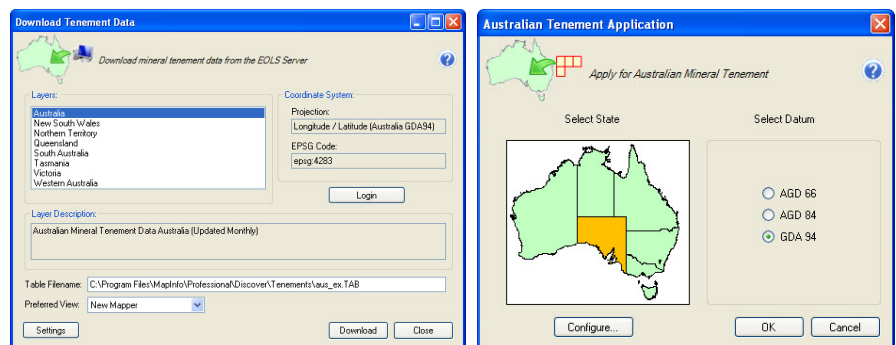 Download Tenement Data
Download mineral tenement data from the EOLS Server
Layers:
Australia
New South Wales
Northern Territory
Queensland
South Australia
Tasmania
Victoria
Western Australia
Coordinate System:
Projection:
Longitude / Latitude (Australia GDA94)
EPSG Code:
epsg:4283
Login
Layer Description:
Australian Mineral Tenement Data Australia (Updated Monthly)
Table Filename: C:\Program Files\MapInfo\Professional\Discover\Tenements\aus_ex.TAB
Preferred View: New Mapper
Settings Download Close
Australian Tenement Application
Apply for Australian Mineral Tenement
Select State Select Datum
AGD 66
AGD 84
GDA 94
Configure... OK Cancel